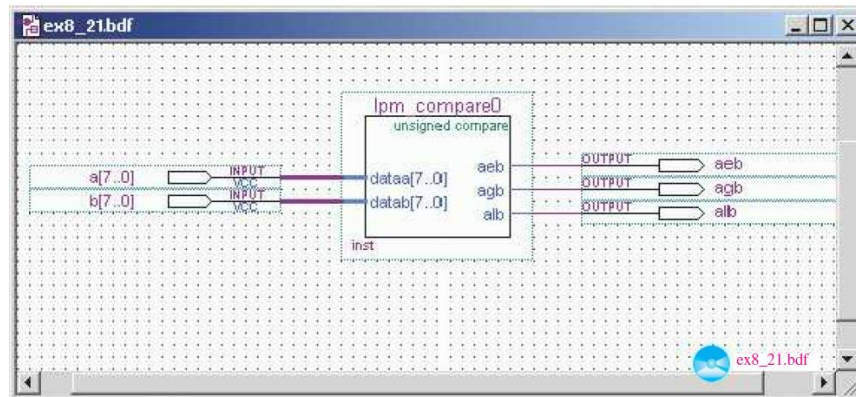 ex8_21.bdf
lpm_compare0
unsigned compare
a[7..0] INPUT VCC dataa[7..0] aeb OUTPUT aeb
b[7..0] INPUT VCC datab[7..0] agb OUTPUT agb
alb OUTPUT alb
inst
ex8_21.bdf